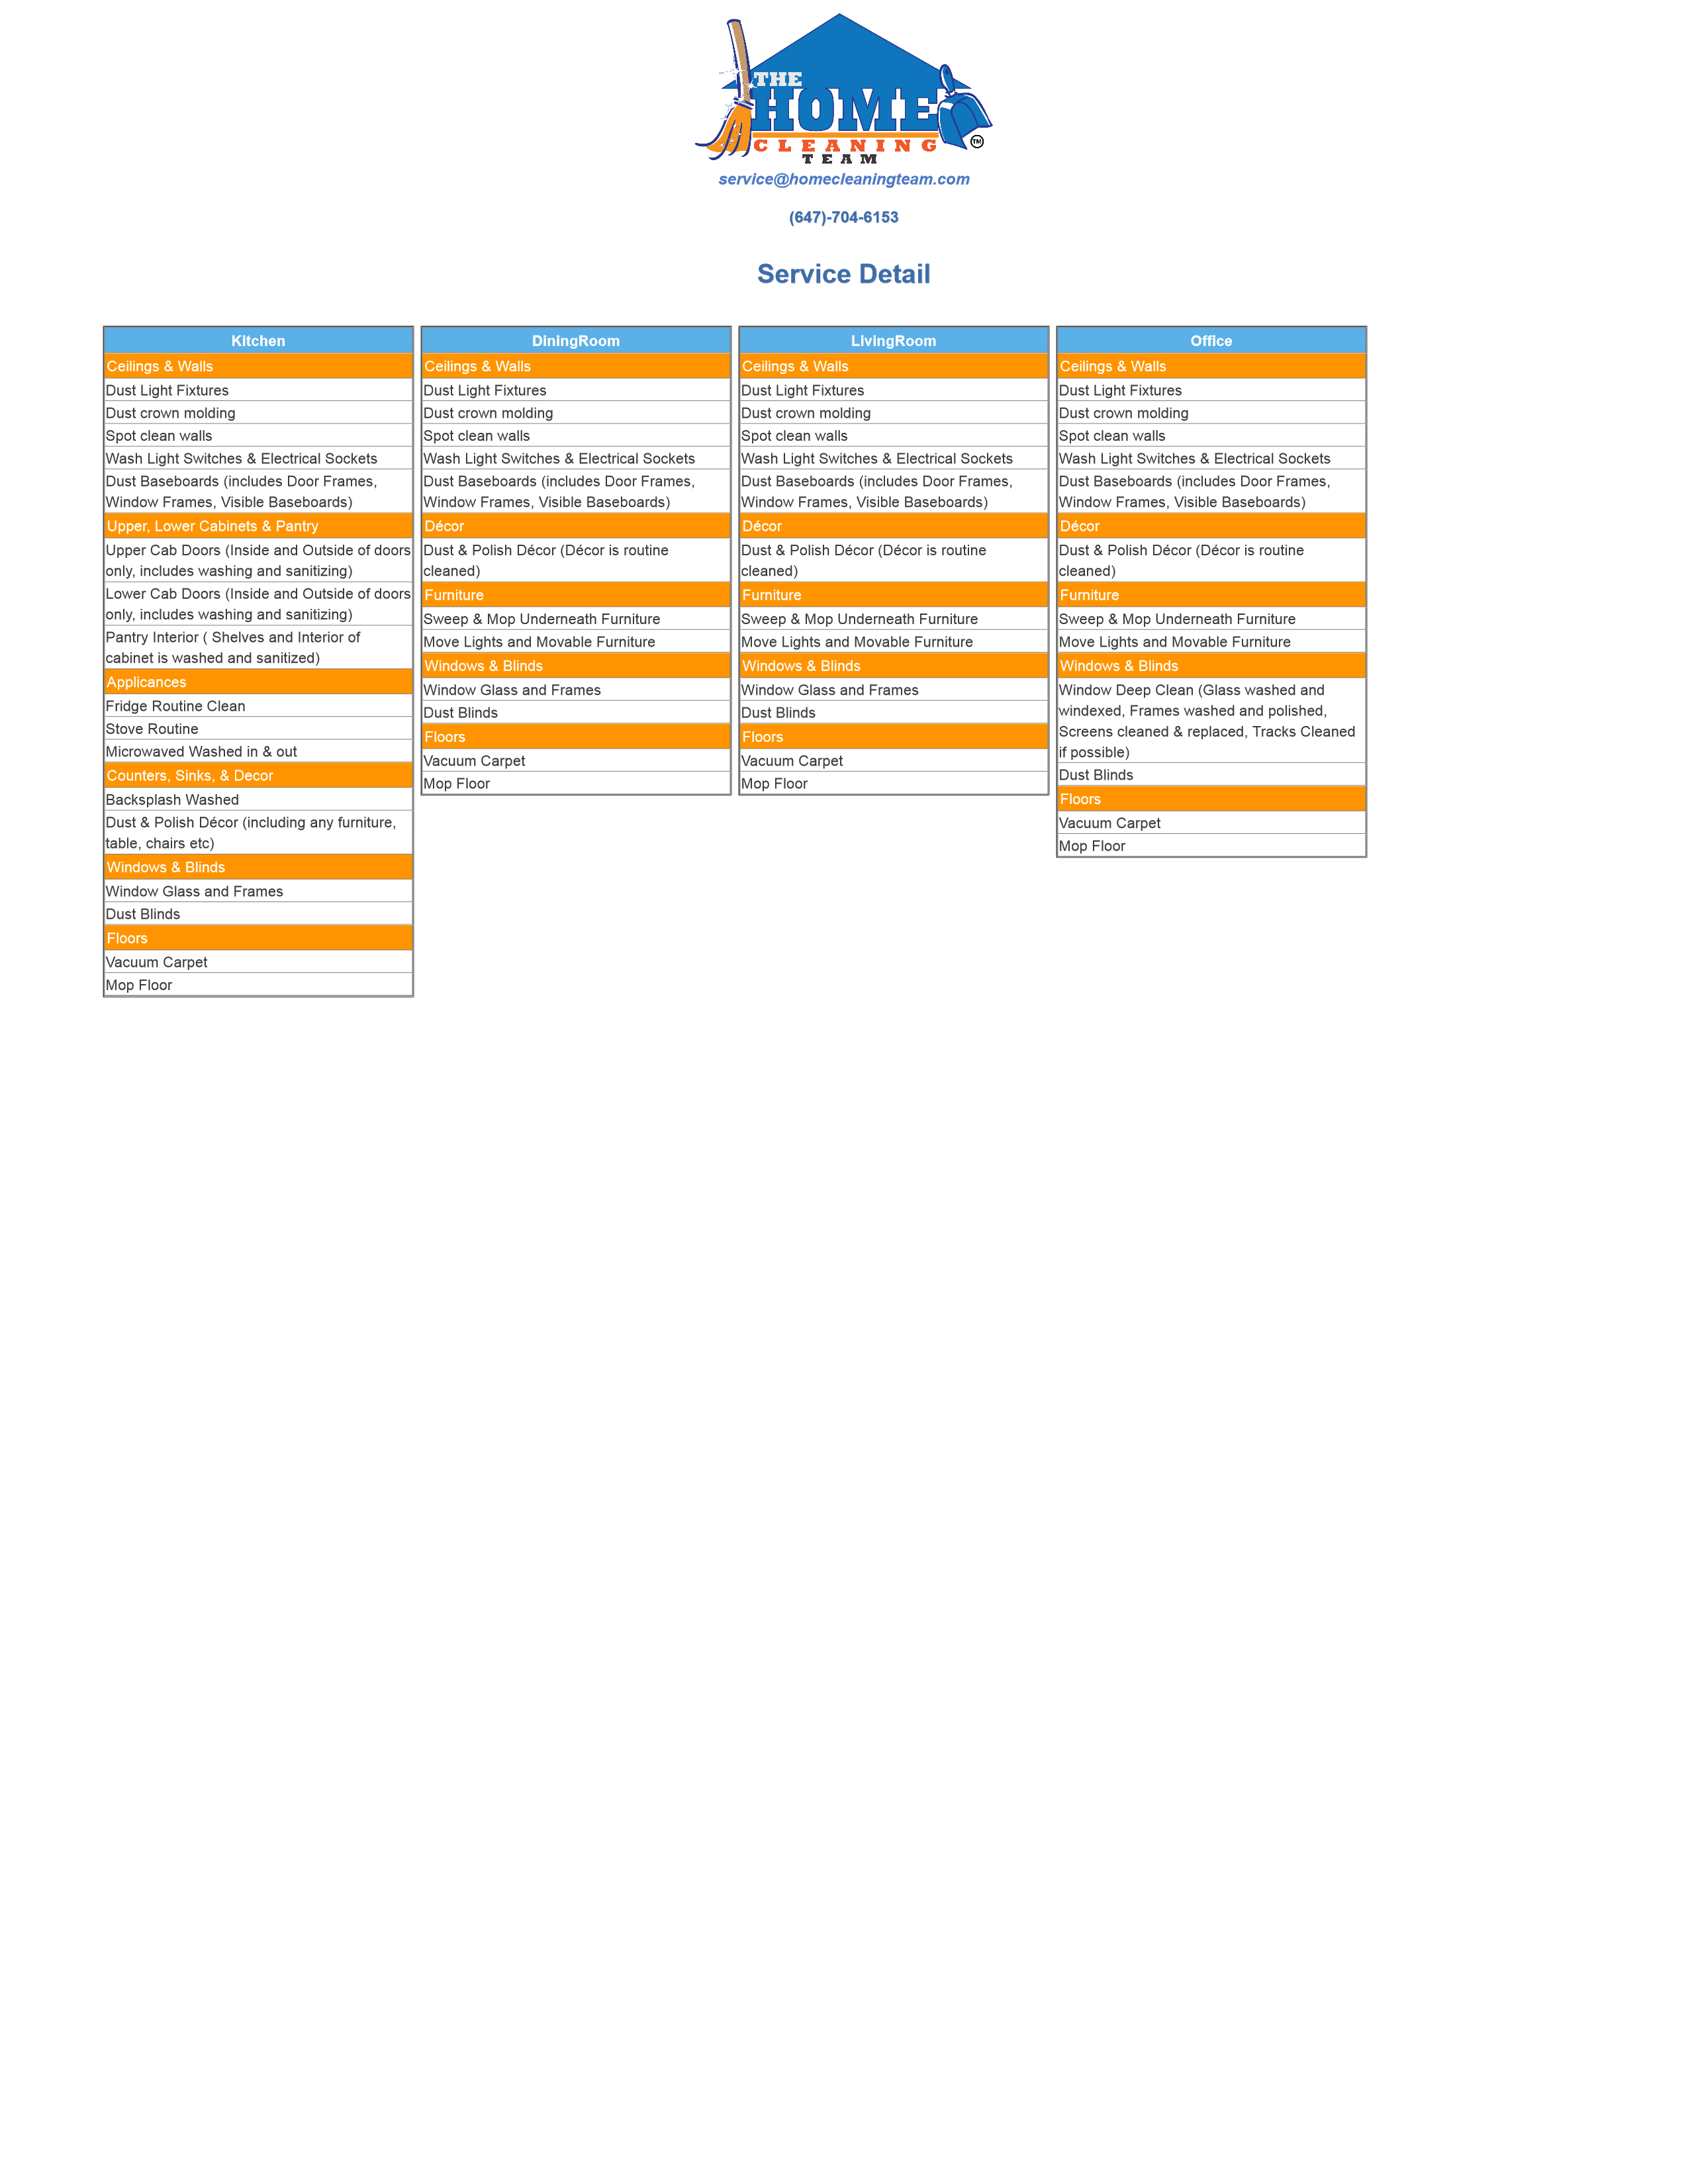 THE
HOME
CLEANING
TEAM
TM
service@homecleaningteam.com
(647)-704-6153
Service Detail
Kitchen
Ceilings & Walls
Dust Light Fixtures
Dust crown molding
Spot clean walls
Wash Light Switches & Electrical Sockets
Dust Baseboards (includes Door Frames,
Window Frames, Visible Baseboards)
Upper, Lower Cabinets & Pantry
Upper Cab Doors (Inside and Outside of doors
only, includes washing and sanitizing)
Lower Cab Doors (Inside and Outside of doors
only, includes washing and sanitizing)
Pantry Interior ( Shelves and Interior of
cabinet is washed and sanitized)
Applicances
Fridge Routine Clean
Stove Routine
Microwaved Washed in & out
Counters, Sinks, & Decor
Backsplash Washed
Dust & Polish Décor (including any furniture,
table, chairs etc)
Windows & Blinds
Window Glass and Frames
Dust Blinds
Floors
Vacuum Carpet
Mop Floor
DiningRoom
Ceilings & Walls
Dust Light Fixtures
Dust crown molding
Spot clean walls
Wash Light Switches & Electrical Sockets
Dust Baseboards (includes Door Frames,
Window Frames, Visible Baseboards)
Décor
Dust & Polish Décor (Décor is routine
cleaned)
Furniture
Sweep & Mop Underneath Furniture
Move Lights and Movable Furniture
Windows & Blinds
Window Glass and Frames
Dust Blinds
Floors
Vacuum Carpet
Mop Floor
LivingRoom
Ceilings & Walls
Dust Light Fixtures
Dust crown molding
Spot clean walls
Wash Light Switches & Electrical Sockets
Dust Baseboards (includes Door Frames,
Window Frames, Visible Baseboards)
Décor
Dust & Polish Décor (Décor is routine
cleaned)
Furniture
Sweep & Mop Underneath Furniture
Move Lights and Movable Furniture
Windows & Blinds
Window Glass and Frames
Dust Blinds
Floors
Vacuum Carpet
Mop Floor
Office
Ceilings & Walls
Dust Light Fixtures
Dust crown molding
Spot clean walls
Wash Light Switches & Electrical Sockets
Dust Baseboards (includes Door Frames,
Window Frames, Visible Baseboards)
Décor
Dust & Polish Décor (Décor is routine
cleaned)
Furniture
Sweep & Mop Underneath Furniture
Move Lights and Movable Furniture
Windows & Blinds
Window Deep Clean (Glass washed and
windexed, Frames washed and polished,
Screens cleaned & replaced, Tracks Cleaned
if possible)
Dust Blinds
Floors
Vacuum Carpet
Mop Floor